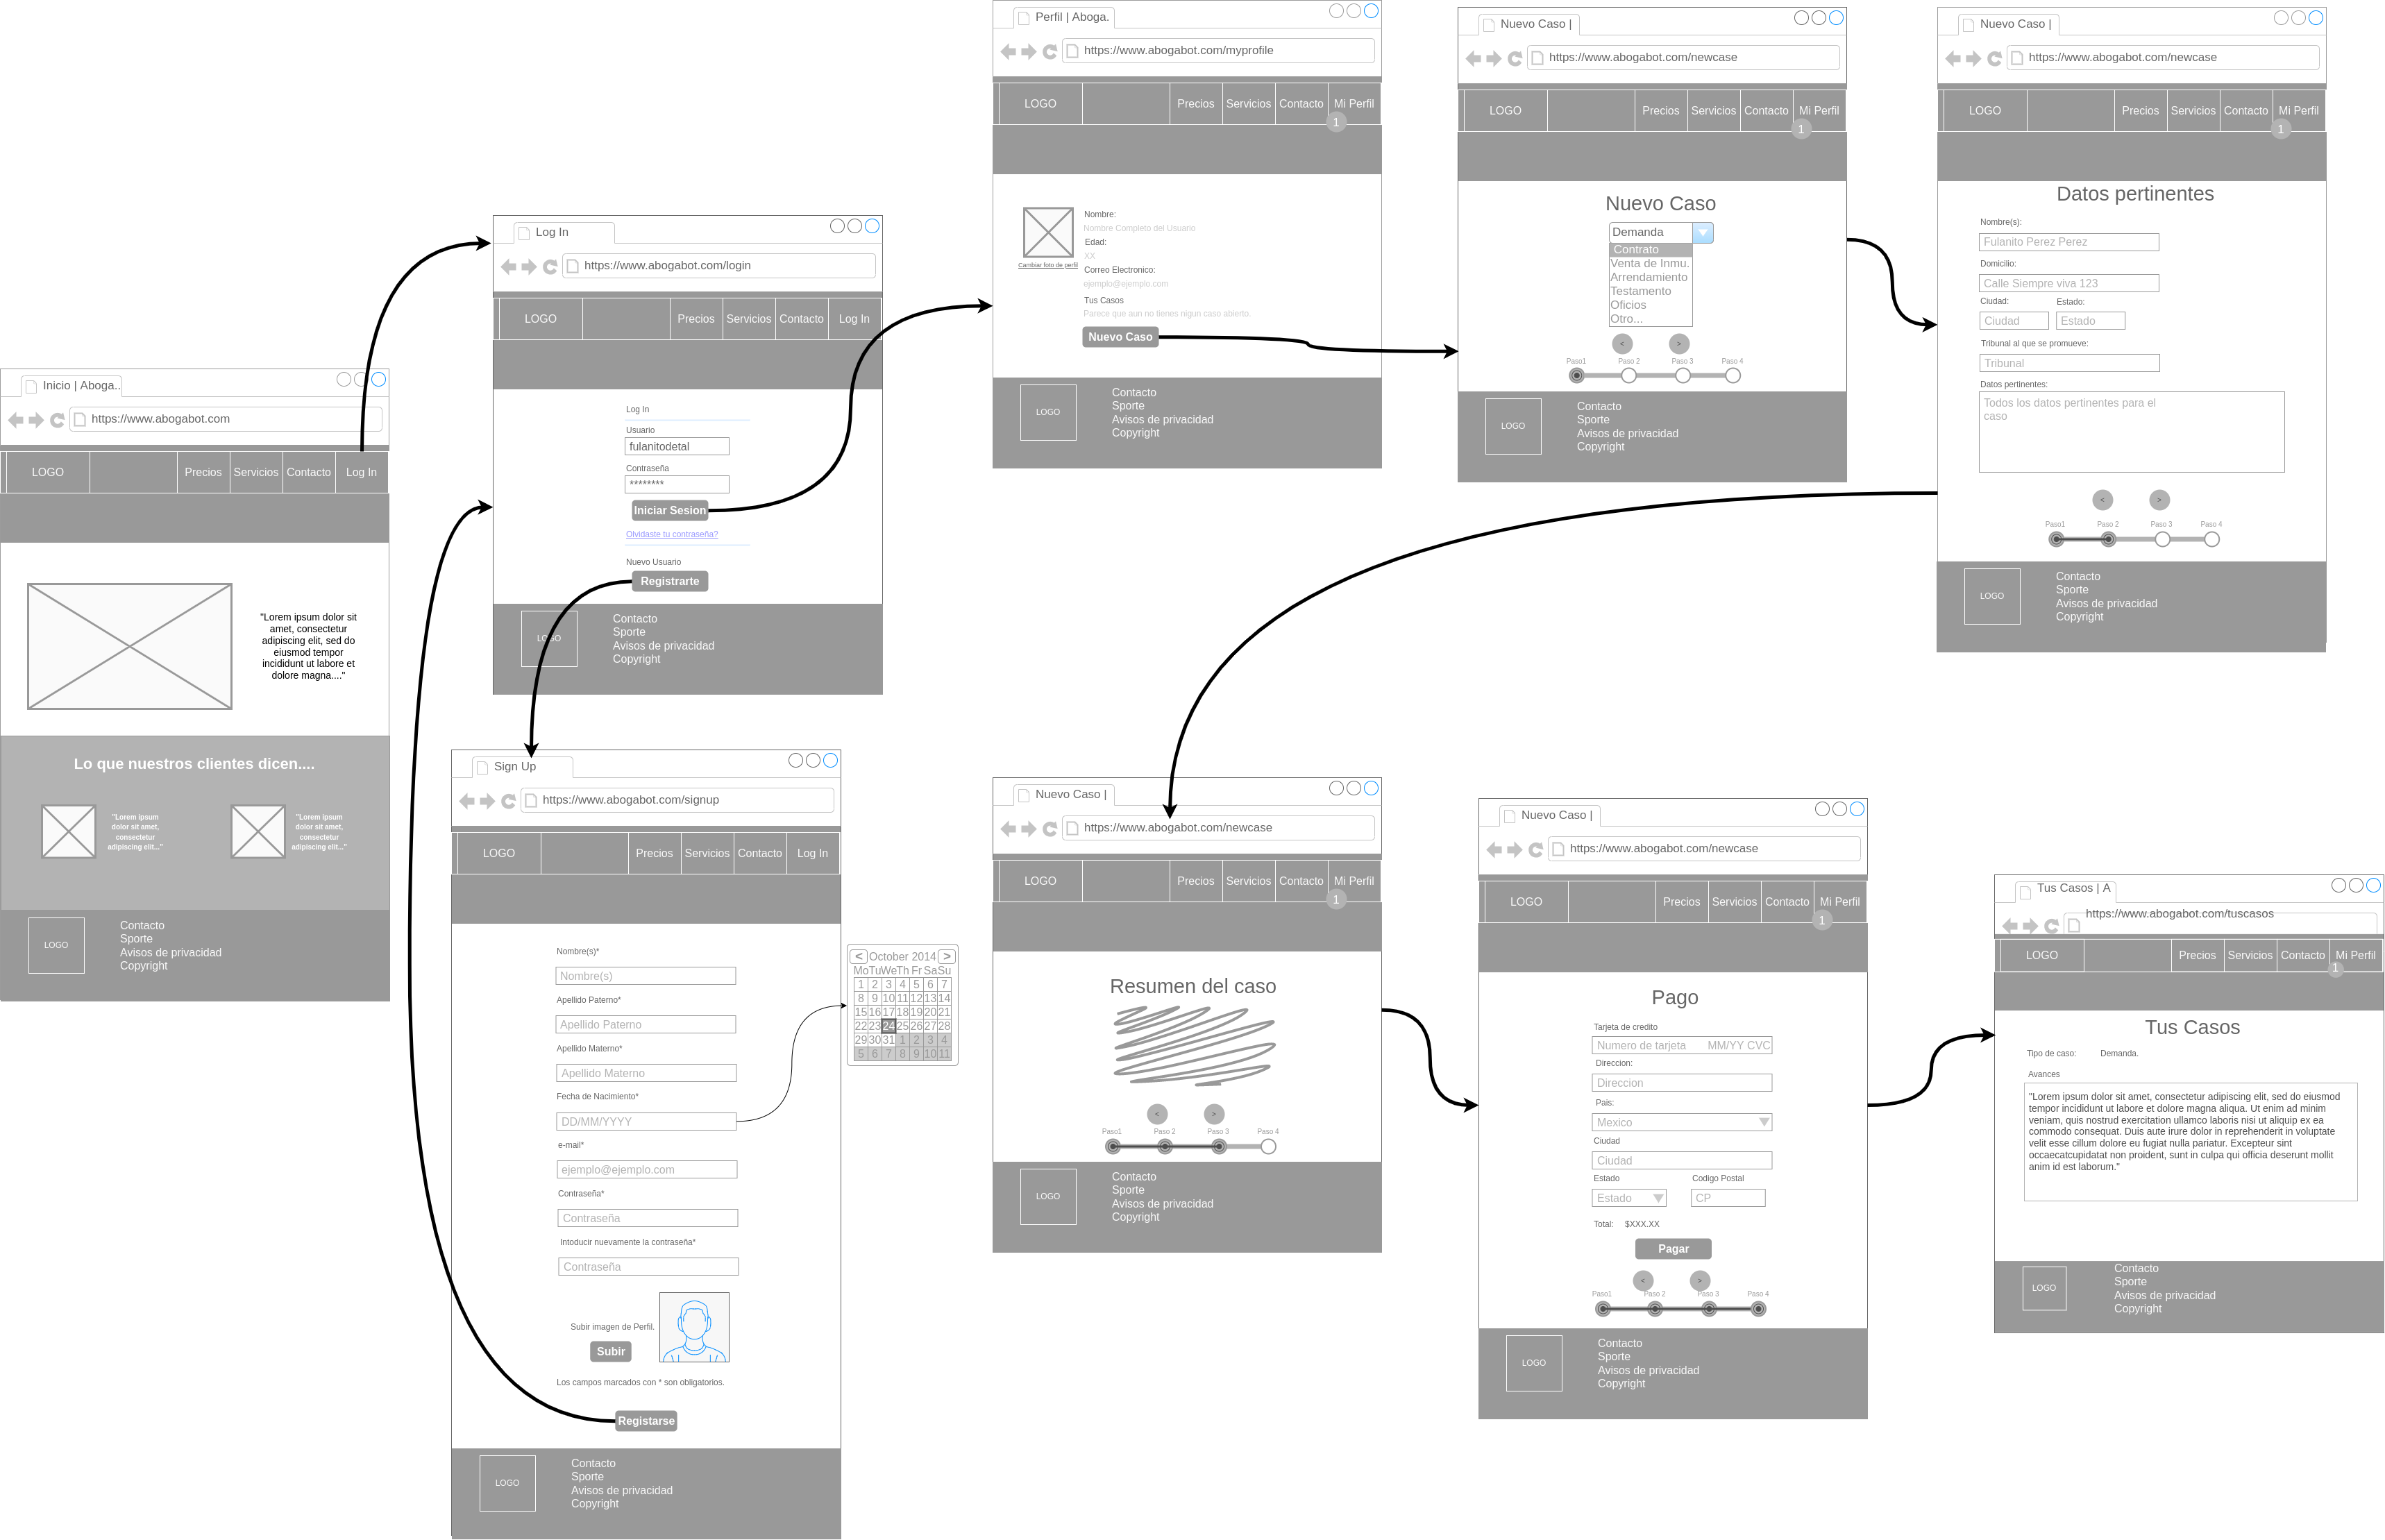 Inicio | Aboga..
https://www.abogabot.com
LOGO
Precios
Servicios
Contacto
Log In
"Lorem ipsum dolor sit
amet, consectetur
adipiscing elit, sed do
eiusmod tempor
incididunt ut labore et
dolore magna...."
Lo que nuestros clientes dicen....
"Lorem ipsum
dolor sit amet,
consectetur
adipiscing elit..."
"Lorem ipsum
dolor sit amet,
consectetur
adipiscing elit..."
LOGO
Contacto
Sporte
Avisos de privacidad
Copyright
Log In
https://www.abogabot.com/login
LOGO
Precios
Servicios
Contacto
Log In
Log In
Usuario
fulanitodetal
Contraseña
********
Iniciar Sesion
Olvidaste tu contraseña?
Nuevo Usuario
Registrarte
LOGO
Contacto
Sporte
Avisos de privacidad
Copyright
Sign Up
https://www.abogabot.com/signup
LOGO
Precios
Servicios
Contacto
Log In
Nombre(s)*
Nombre(s)
Apellido Paterno*
Apellido Paterno
Apellido Materno*
Apellido Materno
Fecha de Nacimiento*
DD/MM/YYYY
e-mail*
ejemplo@ejemplo.com
Contraseña*
Contraseña
Intoducir nuevamente la contraseña*
Contraseña
Subir imagen de Perfil.
Subir
Los campos marcados con * son obligatorios.
Registarse
LOGO
Contacto
Sporte
Avisos de privacidad
Copyright
< October 2014 >
Mo Tu We Th Fr Sa Su
1 2 3 4 5 6 7
8 9 10 11 12 13 14
15 16 17 18 19 20 21
22 23 24 25 26 27 28
29 30 31 1 2 3 4
5 6 7 8 9 10 11
Perfil | Aboga.
https://www.abogabot.com/myprofile
LOGO
Precios
Servicios
Contacto
Mi Perfil
1
Cambiar foto de perfil
Nombre:
Nombre Completo del Usuario
Edad:
XX
Correo Electronico:
ejemplo@ejemplo.com
Tus Casos
Parece que aun no tienes nigun caso abierto.
Nuevo Caso
LOGO
Contacto
Sporte
Avisos de privacidad
Copyright
Nuevo Caso |
https://www.abogabot.com/newcase
LOGO
Precios
Servicios
Contacto
Mi Perfil
1
Nuevo Caso
Demanda
Contrato
Venta de Inmu.
Arrendamiento
Testamento
Oficios
Otro...
< >
Paso1 Paso 2 Paso 3 Paso 4
LOGO
Contacto
Sporte
Avisos de privacidad
Copyright
Nuevo Caso |
https://www.abogabot.com/newcase
LOGO
Precios
Servicios
Contacto
Mi Perfil
1
Datos pertinentes
Nombre(s):
Fulanito Perez Perez
Domicilio:
Calle Siempre viva 123
Ciudad: Estado:
Ciudad Estado
Tribunal al que se promueve:
Tribunal
Datos pertinentes:
Todos los datos pertinentes para el
caso
< >
Paso1 Paso 2 Paso 3 Paso 4
LOGO
Contacto
Sporte
Avisos de privacidad
Copyright
Nuevo Caso |
https://www.abogabot.com/newcase
LOGO
Precios
Servicios
Contacto
Mi Perfil
1
Resumen del caso
< >
Paso1 Paso 2 Paso 3 Paso 4
LOGO
Contacto
Sporte
Avisos de privacidad
Copyright
Nuevo Caso |
https://www.abogabot.com/newcase
LOGO
Precios
Servicios
Contacto
Mi Perfil
1
Pago
Tarjeta de credito
Numero de tarjeta MM/YY CVC
Direccion:
Direccion
Pais:
Mexico
Ciudad
Ciudad
Estado Codigo Postal
Estado CP
Total: $XXX.XX
Pagar
< >
Paso1 Paso 2 Paso 3 Paso 4
LOGO
Contacto
Sporte
Avisos de privacidad
Copyright
Tus Casos | A
https://www.abogabot.com/tuscasos
LOGO
Precios
Servicios
Contacto
Mi Perfil
1
Tus Casos
Tipo de caso: Demanda.
Avances
"Lorem ipsum dolor sit amet, consectetur adipiscing elit, sed do eiusmod
tempor incididunt ut labore et dolore magna aliqua. Ut enim ad minim
veniam, quis nostrud exercitation ullamco laboris nisi ut aliquip ex ea
commodo consequat. Duis aute irure dolor in reprehenderit in voluptate
velit esse cillum dolore eu fugiat nulla pariatur. Excepteur sint
occaecatcupidatat non proident, sunt in culpa qui officia deserunt mollit
anim id est laborum."
LOGO
Contacto
Sporte
Avisos de privacidad
Copyright